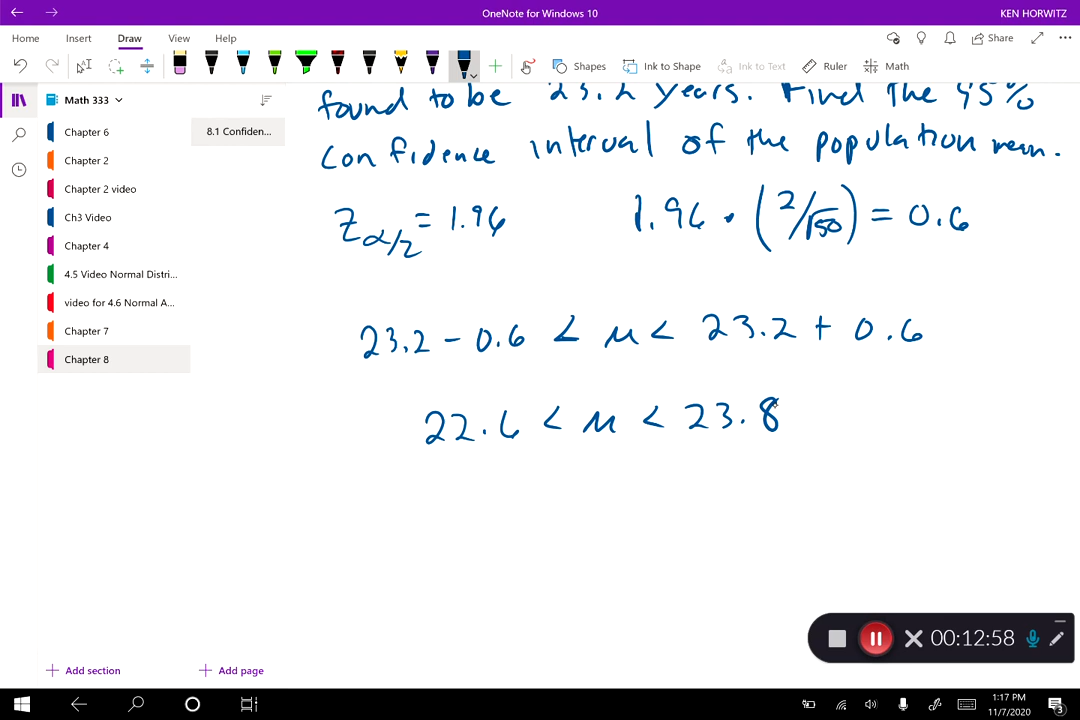 OneNote for Windows 10
KEN HORWITZ
Home Insert Draw View Help
Share
Shapes Ink to Shape Ink to Text Ruler Math
Math 333
Chapter 6
Chapter 2
Chapter 2 video
Ch3 Video
Chapter 4
4.5 Video Normal Distri...
video for 4.6 Normal A...
Chapter 7
Chapter 8
8.1 Confiden...
found to be 23.2 years. Find the 95%
confidence interval of the population mean.
Zα/2 = 1.96 1.96 · (2/√50) = 0.6
23.2 - 0.6 < μ < 23.2 + 0.6
22.6 < μ < 23.8
00:12:58
Add section Add page
1:17 PM
11/7/2020
3